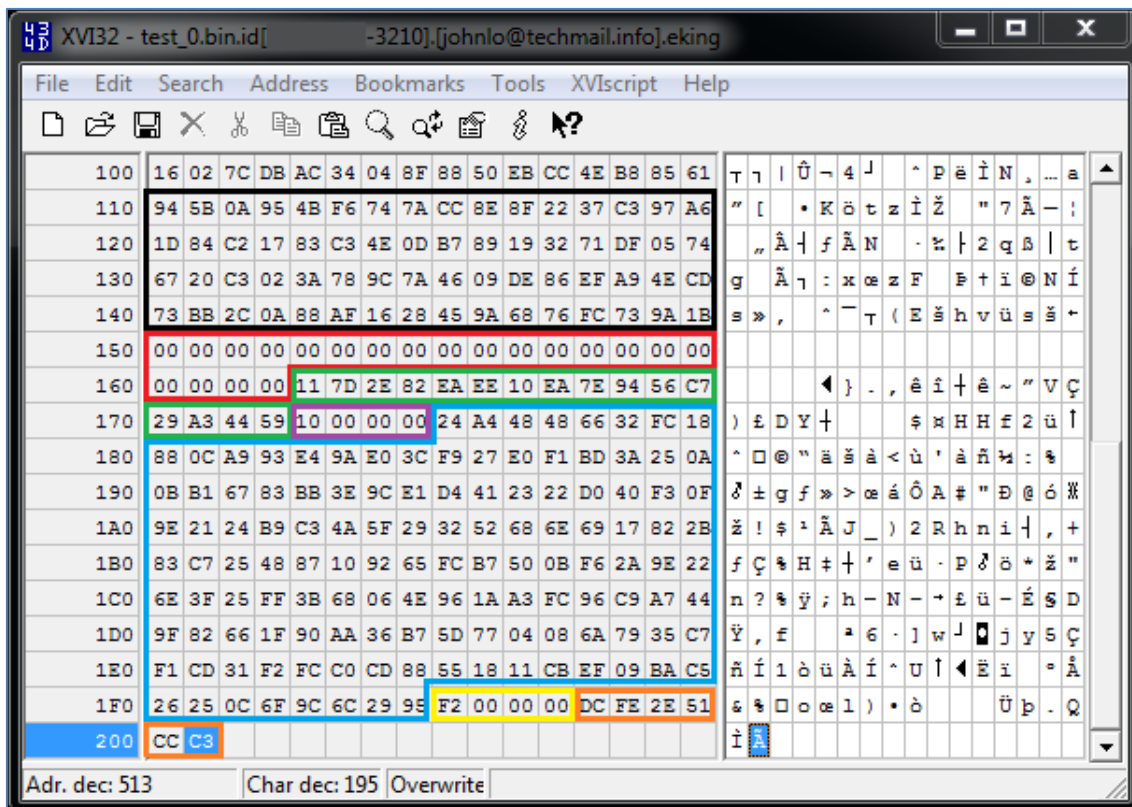 XVI32 - test_0.bin.id[ -3210].[johnlo@techmail.info].eking
File Edit Search Address Bookmarks Tools XVIscript Help
100 16 02 7C DB AC 34 04 8F 88 50 EB CC 4E B8 85 61
110 94 5B 0A 95 4B F6 74 7A CC 8E 8F 22 37 C3 97 A6
120 1D 84 C2 17 83 C3 4E 0D B7 89 19 32 71 DF 05 74
130 67 20 C3 02 3A 78 9C 7A 46 09 DE 86 EF A9 4E CD
140 73 BB 2C 0A 88 AF 16 28 45 9A 68 76 FC 73 9A 1B
150 00 00 00 00 00 00 00 00 00 00 00 00 00 00 00 00
160 00 00 00 00 11 7D 2E 82 EA EE 10 EA 7E 94 56 C7
170 29 A3 44 59 10 00 00 00 24 A4 48 48 66 32 FC 18
180 88 0C A9 93 E4 9A E0 3C F9 27 E0 F1 BD 3A 25 0A
190 0B B1 67 83 BB 3E 9C E1 D4 41 23 22 D0 40 F3 0F
1A0 9E 21 24 B9 C3 4A 5F 29 32 52 68 6E 69 17 82 2B
1B0 83 C7 25 48 87 10 92 65 FC B7 50 0B F6 2A 9E 22
1C0 6E 3F 25 FF 3B 68 06 4E 96 1A A3 FC 96 C9 A7 44
1D0 9F 82 66 1F 90 AA 36 B7 5D 77 04 08 6A 79 35 C7
1E0 F1 CD 31 F2 FC C0 CD 88 55 18 11 CB EF 09 BA C5
1F0 26 25 0C 6F 9C 6C 29 95 F2 00 00 00 DC FE 2E 51
200 CC C3 Ì Ã
Adr. dec: 513 Char dec: 195 Overwrite